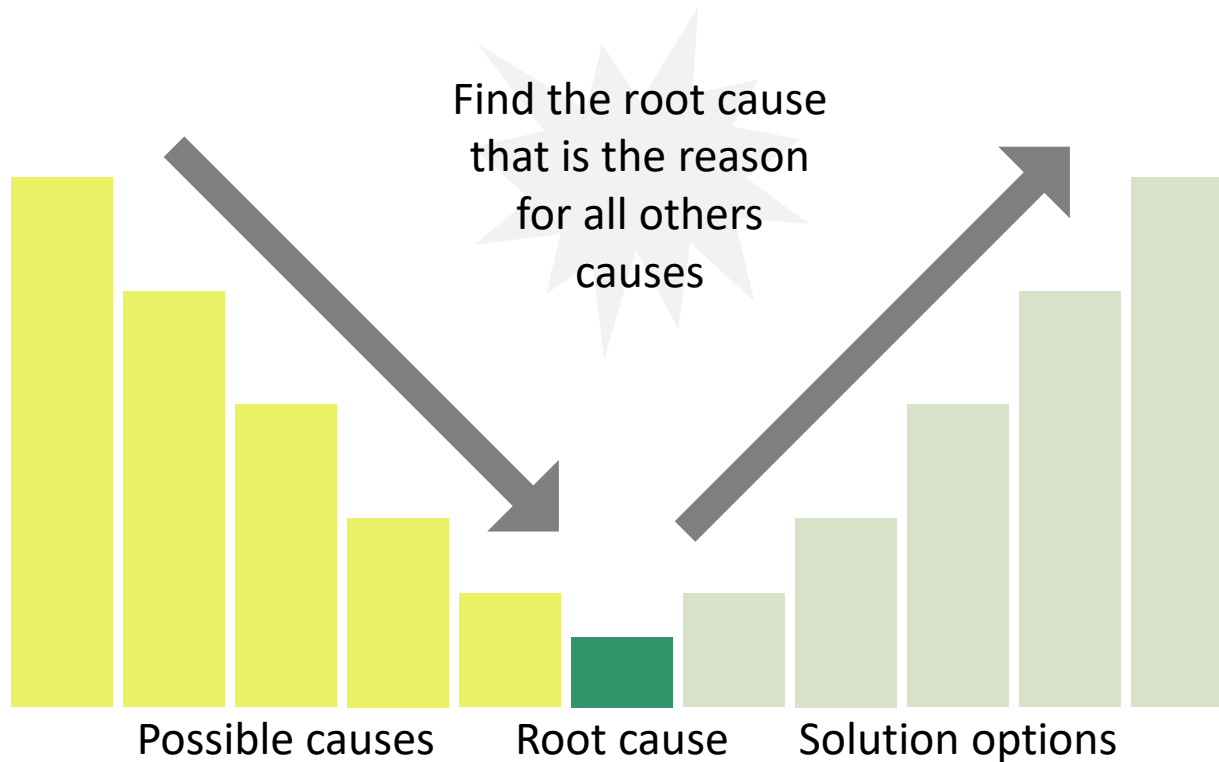 Find the root cause
that is the reason
for all others
causes
Possible causes
Root cause
Solution options